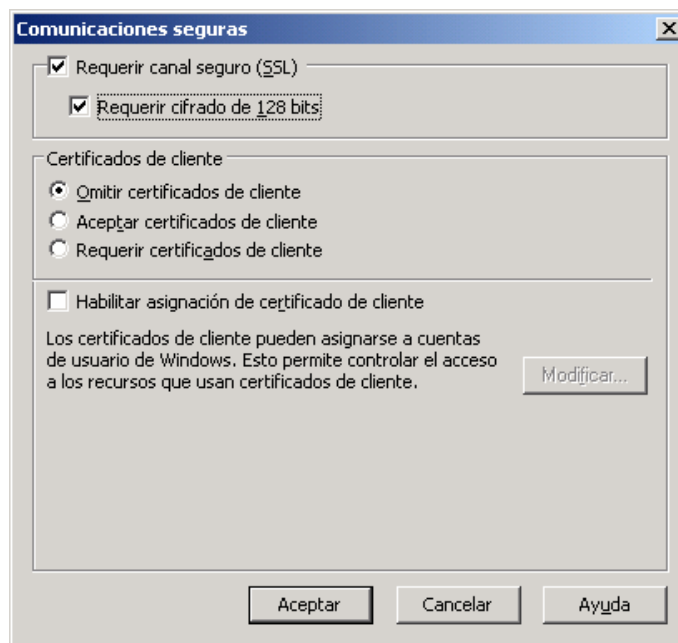 Comunicaciones seguras
Requerir canal seguro (SSL)
Requerir cifrado de 128 bits
Certificados de cliente
Omitir certificados de cliente
Aceptar certificados de cliente
Requerir certificados de cliente
Habilitar asignación de certificado de cliente
Los certificados de cliente pueden asignarse a cuentas
de usuario de Windows. Esto permite controlar el acceso
a los recursos que usan certificados de cliente.
Modificar...
Aceptar Cancelar Ayuda